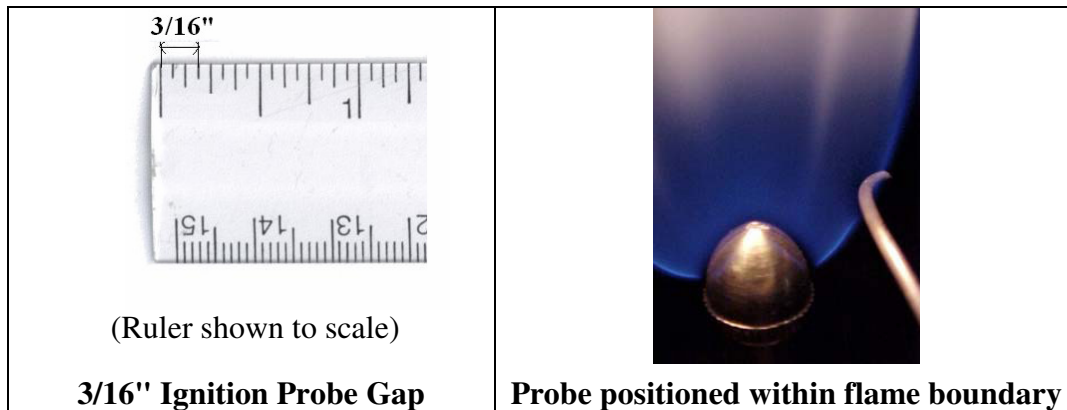 3/16"
1
15 14 13
(Ruler shown to scale)
3/16" Ignition Probe Gap
Probe positioned within flame boundary